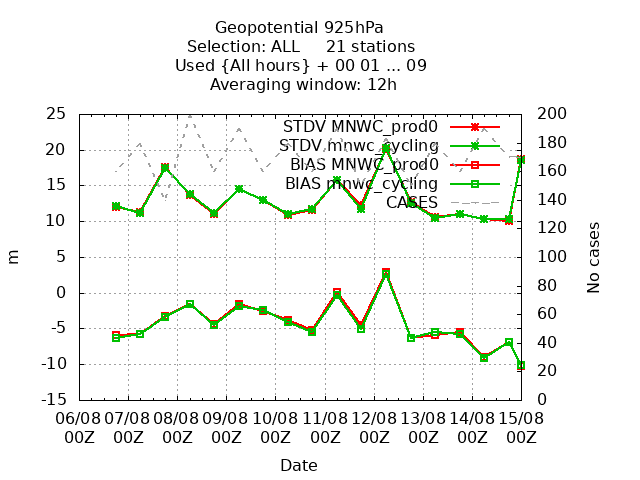 Geopotential 925hPa
Selection: ALL 21 stations
Used {All hours} + 00 01 ... 09
Averaging window: 12h
25
20
15
10
5
0
-5
-10
-15
m
200
180
160
140
120
100
80
60
40
20
0
No cases
STDV MNWC_prod0
STDV mnwc_cycling
BIAS MNWC_prod0
BIAS mnwc_cycling
CASES
06/08 07/08 08/08 09/08 10/08 11/08 12/08 13/08 14/08 15/08
00Z 00Z 00Z 00Z 00Z 00Z 00Z 00Z 00Z 00Z
Date